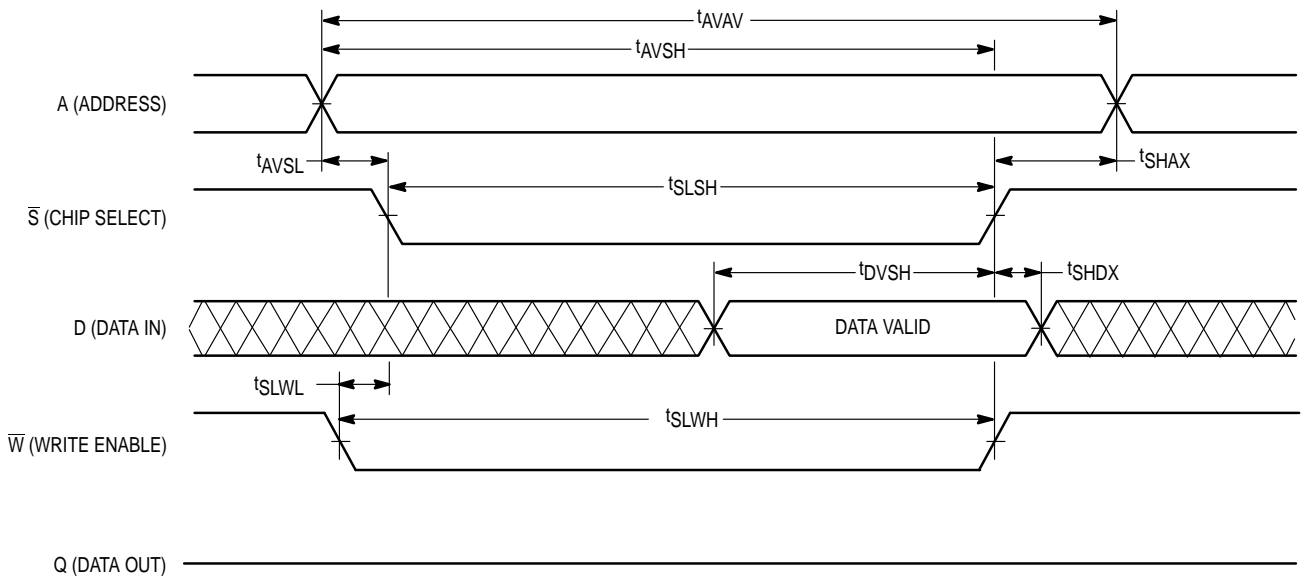 tAVAV
tAVSH
A (ADDRESS)
tAVSL
tSHAX
tSLSH
S̅ (CHIP SELECT)
tDVSH
tSHDX
D (DATA IN)
DATA VALID
tSLWL
tSLWH
W̅ (WRITE ENABLE)
Q (DATA OUT)